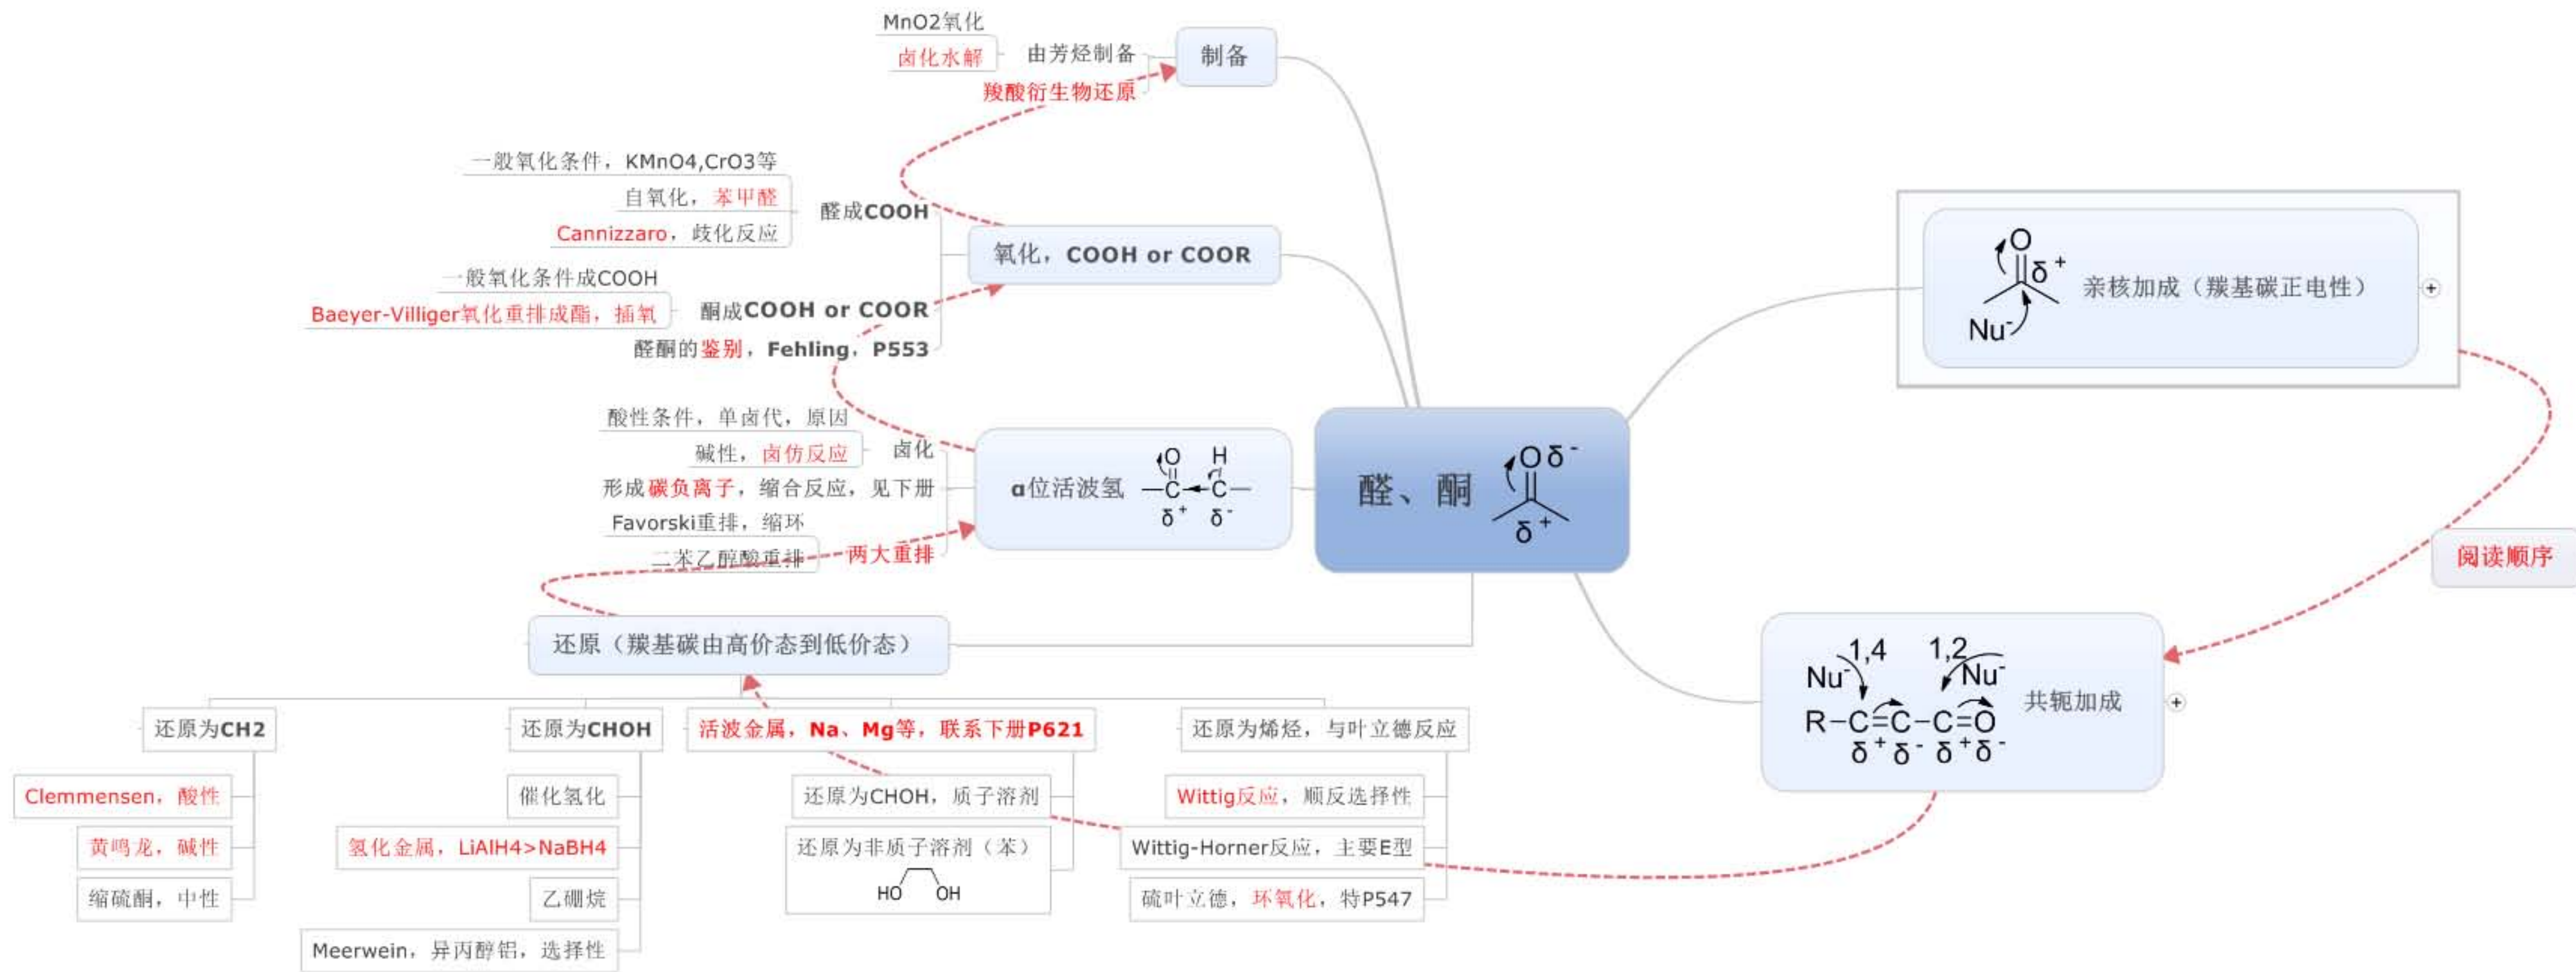 MnO2氧化
卤化水解
由芳烃制备
羧酸衍生物还原
制备
一般氧化条件，KMnO4,CrO3等
自氧化，苯甲醛
Cannizzaro，歧化反应
醛成COOH
一般氧化条件成COOH
Baeyer-Villiger氧化重排成酯，插氧
酮成COOH or COOR
醛酮的鉴别，Fehling，P553
氧化，COOH or COOR
酸性条件，单卤代，原因
碱性，卤仿反应
卤化
形成碳负离子，缩合反应，见下册
Favorski重排，缩环
二苯乙醇酸重排
两大重排
α位活波氢
O H
C C
δ+ δ-
醛、酮
O δ-
δ+
O
δ+
Nu-
亲核加成（羰基碳正电性）
阅读顺序
1,4 1,2
Nu- Nu-
R-C=C-C=O
δ+ δ- δ+ δ-
共轭加成
还原（羰基碳由高价态到低价态）
还原为CH2
Clemmensen，酸性
黄鸣龙，碱性
缩硫酮，中性
还原为CHOH
催化氢化
氢化金属，LiAlH4>NaBH4
乙硼烷
Meerwein，异丙醇铝，选择性
活波金属，Na、Mg等，联系下册P621
还原为CHOH，质子溶剂
还原为非质子溶剂（苯）
HO OH
还原为烯烃，与叶立德反应
Wittig反应，顺反选择性
Wittig-Horner反应，主要E型
硫叶立德，环氧化，特P547